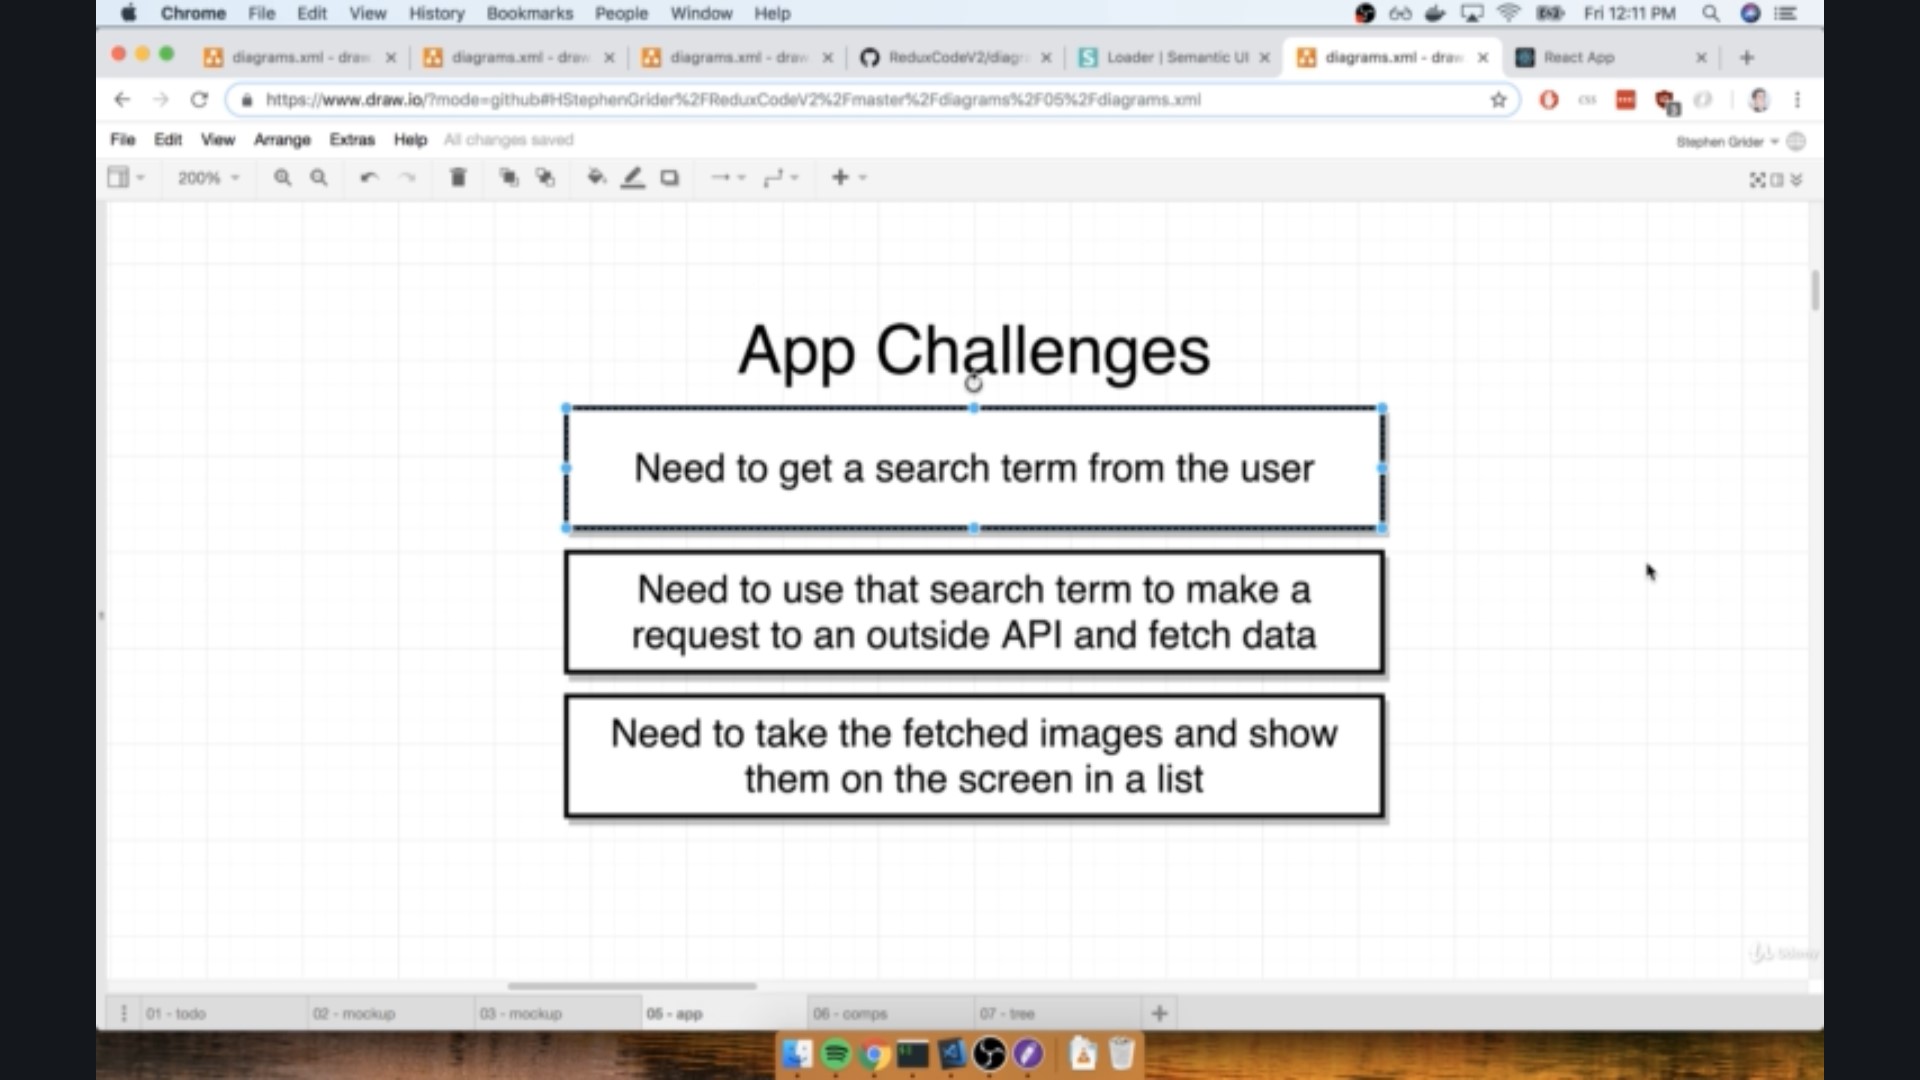 Chrome File Edit View History Bookmarks People Window Help
Fri 12:11 PM
diagrams.xml - draw
diagrams.xml - draw
diagrams.xml - draw
ReduxCodeV2/diagr
Loader | Semantic UI
diagrams.xml - draw
React App
https://www.draw.io/?mode=github#HStephenGrider%2FReduxCodeV2%2Fmaster%2Fdiagrams%2F05%2Fdiagrams.xml
CSS
File Edit View Arrange Extras Help All changes saved
Stephen Grider
200%
App Challenges
Need to get a search term from the user
Need to use that search term to make a
request to an outside API and fetch data
Need to take the fetched images and show
them on the screen in a list
Udemy
01 - todo
02 - mockup
03 - mockup
05 - app
06 - comps
07 - tree